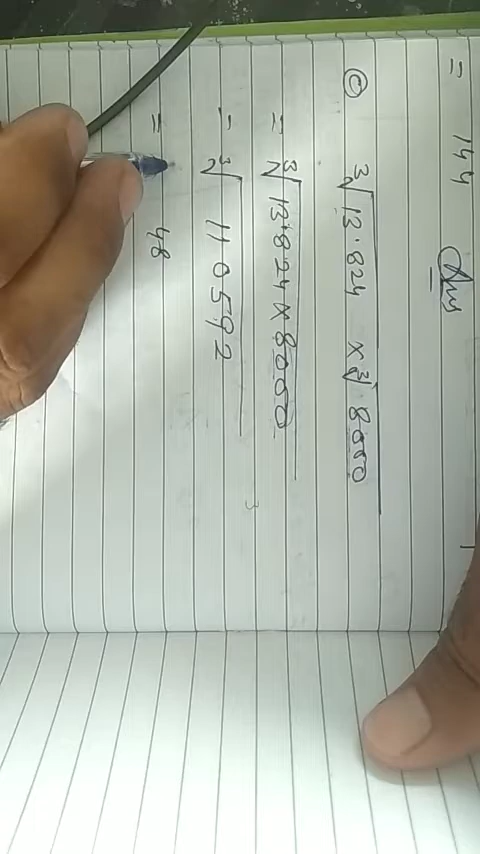 = 144 Ans
© ∛13.824 × ∛8000
= ∛13.824 × 8000
= ∛110592
= 48